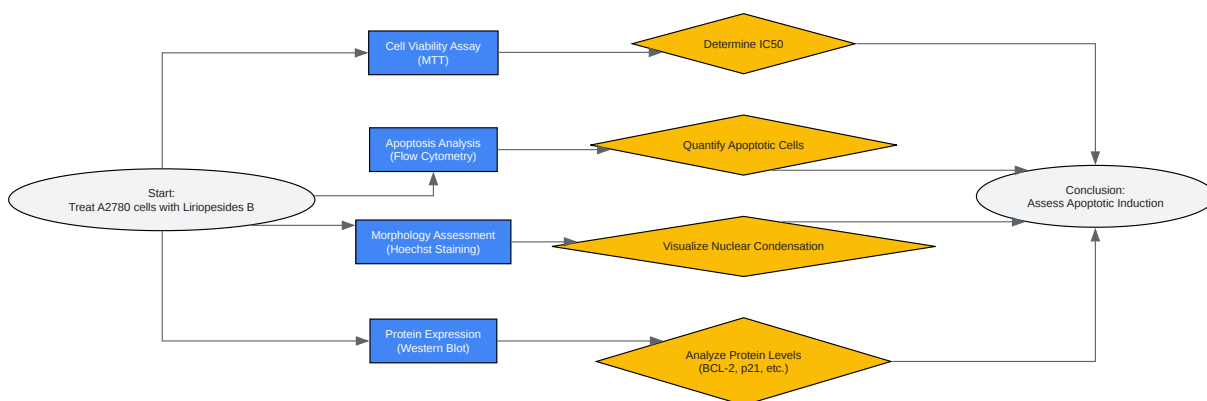 Start:
Treat A2780 cells with Liriopesides B
Cell Viability Assay
(MTT)
Determine IC50
Apoptosis Analysis
(Flow Cytometry)
Quantify Apoptotic Cells
Morphology Assessment
(Hoechst Staining)
Visualize Nuclear Condensation
Protein Expression
(Western Blot)
Analyze Protein Levels
(BCL-2, p21, etc.)
Conclusion:
Assess Apoptotic Induction